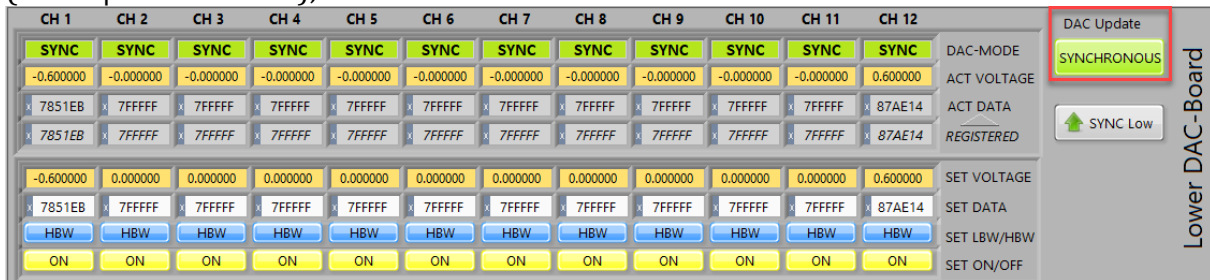 CH 1 CH 2 CH 3 CH 4 CH 5 CH 6 CH 7 CH 8 CH 9 CH 10 CH 11 CH 12 DAC Update
SYNC SYNC SYNC SYNC SYNC SYNC SYNC SYNC SYNC SYNC SYNC SYNC DAC-MODE SYNCHRONOUS
-0.600000 -0.000000 -0.000000 -0.000000 -0.000000 -0.000000 -0.000000 -0.000000 -0.000000 -0.000000 -0.000000 0.600000 ACT VOLTAGE
x 7851EB x 7FFFFF x 7FFFFF x 7FFFFF x 7FFFFF x 7FFFFF x 7FFFFF x 7FFFFF x 7FFFFF x 7FFFFF x 7FFFFF x 87AE14 ACT DATA
x 7851EB x 7FFFFF x 7FFFFF x 7FFFFF x 7FFFFF x 7FFFFF x 7FFFFF x 7FFFFF x 7FFFFF x 7FFFFF x 7FFFFF x 87AE14 REGISTERED SYNC Low
-0.600000 0.000000 0.000000 0.000000 0.000000 0.000000 0.000000 0.000000 0.000000 0.000000 0.000000 0.600000 SET VOLTAGE
x 7851EB x 7FFFFF x 7FFFFF x 7FFFFF x 7FFFFF x 7FFFFF x 7FFFFF x 7FFFFF x 7FFFFF x 7FFFFF x 7FFFFF x 87AE14 SET DATA
HBW HBW HBW HBW HBW HBW HBW HBW HBW HBW HBW HBW SET LBW/HBW
ON ON ON ON ON ON ON ON ON ON ON ON SET ON/OFF
Lower DAC-Board